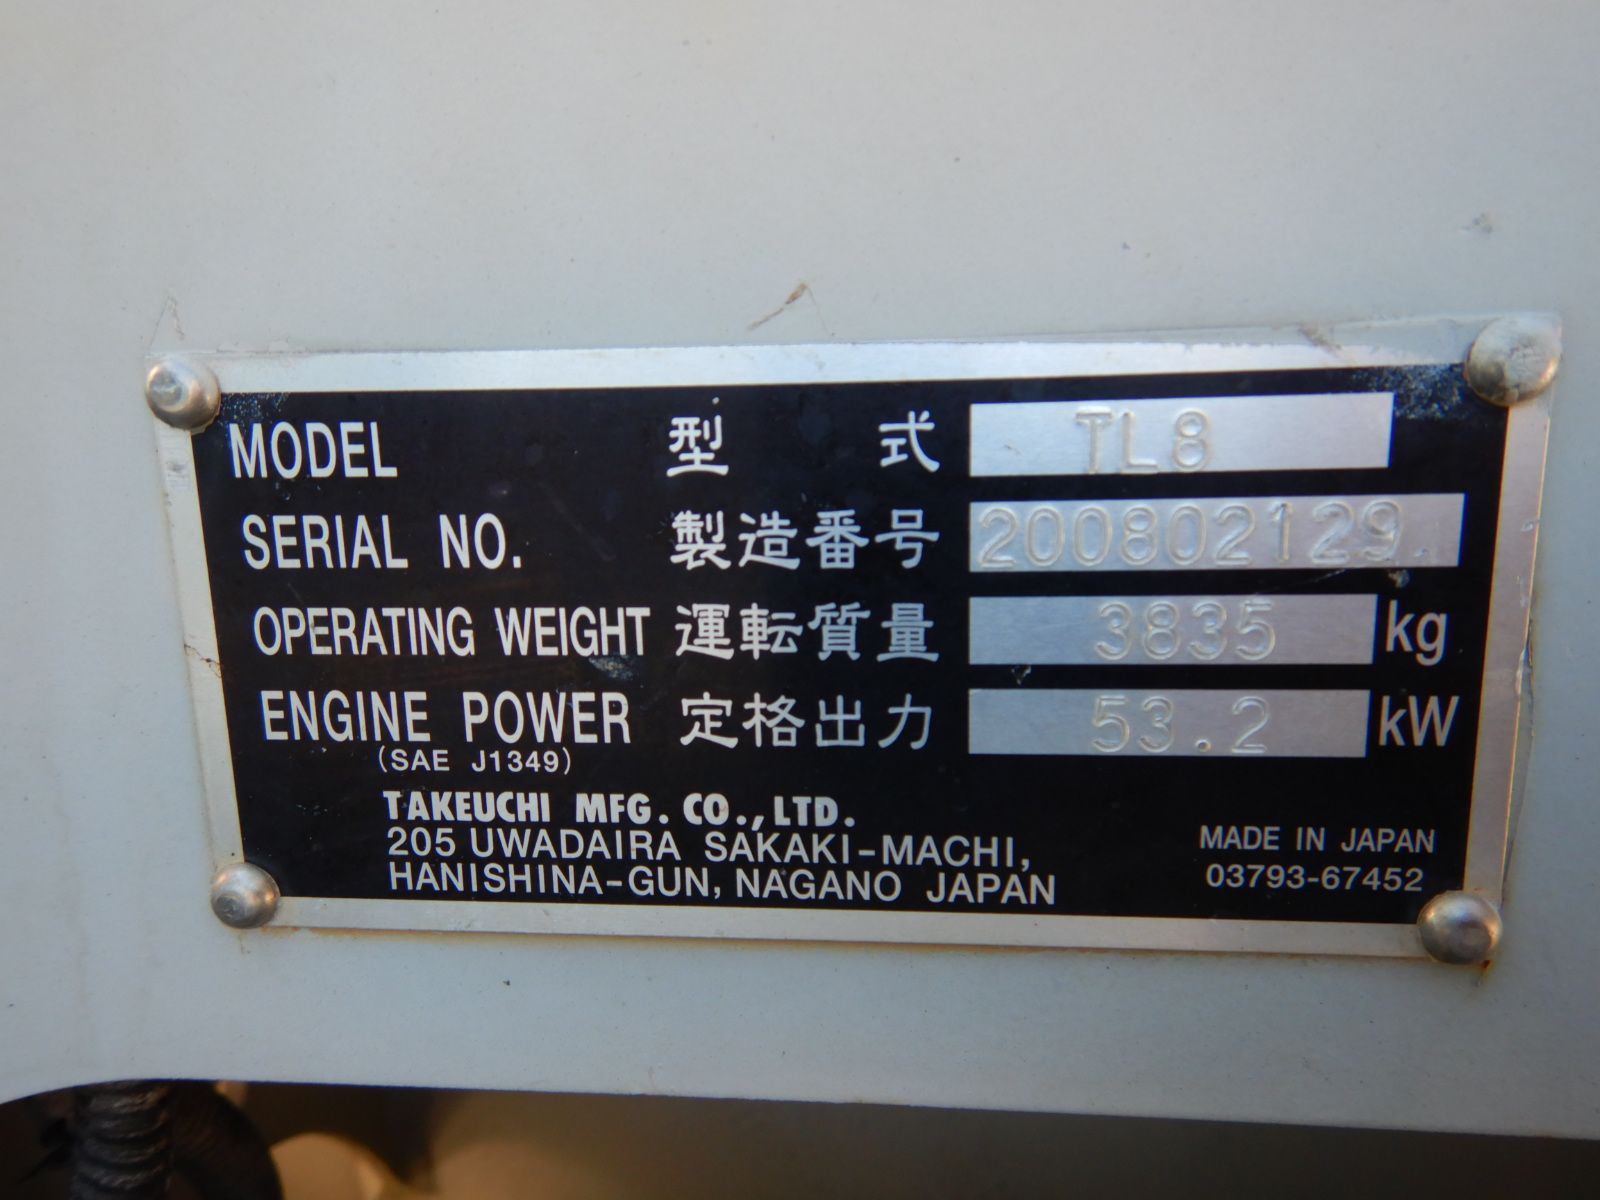 MODEL 型式 TL8
SERIAL NO. 製造番号 200802129
OPERATING WEIGHT 運転質量 3835 kg
ENGINE POWER 定格出力 53.2 kW
(SAE J1349)
TAKEUCHI MFG. CO., LTD.
205 UWADAIRA SAKAKI-MACHI,
HANISHINA-GUN, NAGANO JAPAN
MADE IN JAPAN
03793-67452